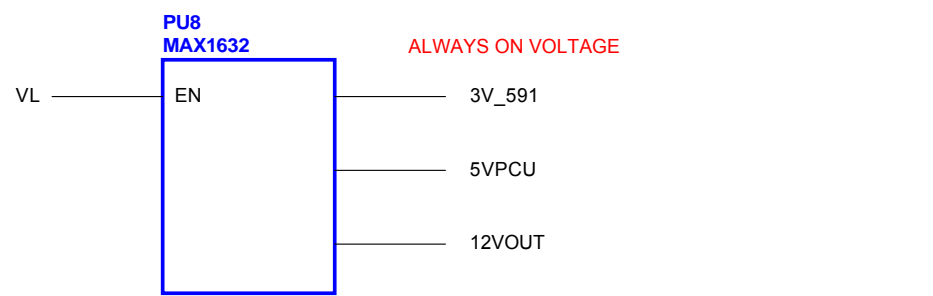 PU8
MAX1632
ALWAYS ON VOLTAGE
VL
EN
3V_591
5VPCU
12VOUT